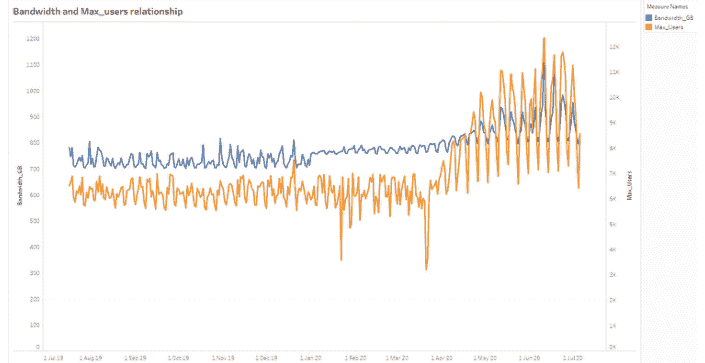 Bandwidth and Max_users relationship
Measure Names
Bandwidth_GB
Max_Users
1200
1100
1000
900
800
700
600
500
400
300
200
100
0
Bandwidth_GB
12K
11K
10K
9K
8K
7K
6K
5K
4K
3K
2K
1K
0K
Max_Users
1 Jul 19
1 Aug 19
1 Sep 19
1 Oct 19
1 Nov 19
1 Dec 19
1 Jan 20
1 Feb 20
1 Mar 20
1 Apr 20
1 May 20
1 Jun 20
1 Jul 20